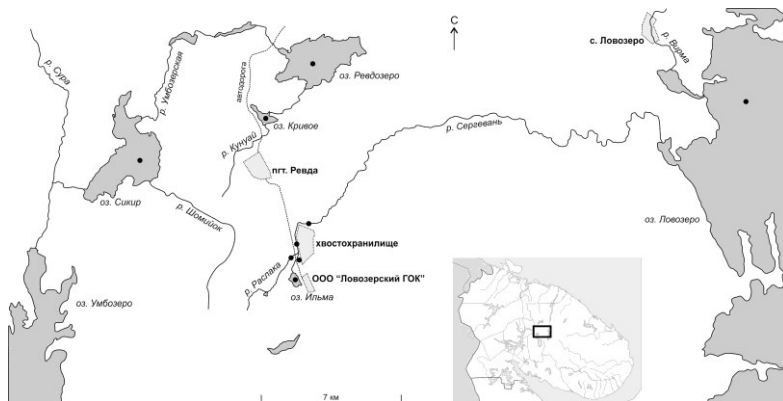 С
с. Ловозеро
р. Вирма
р. Сура
р. Умбозерская
автодорога
оз. Ревдозеро
оз. Кривое
р. Кунуай
р. Сергевань
пгт. Ревда
оз. Сикир
р. Шомийок
оз. Ловозеро
хвостохранилище
р. Раслака
ООО "Ловозерский ГОК"
оз. Ильма
оз. Умбозеро
7 км